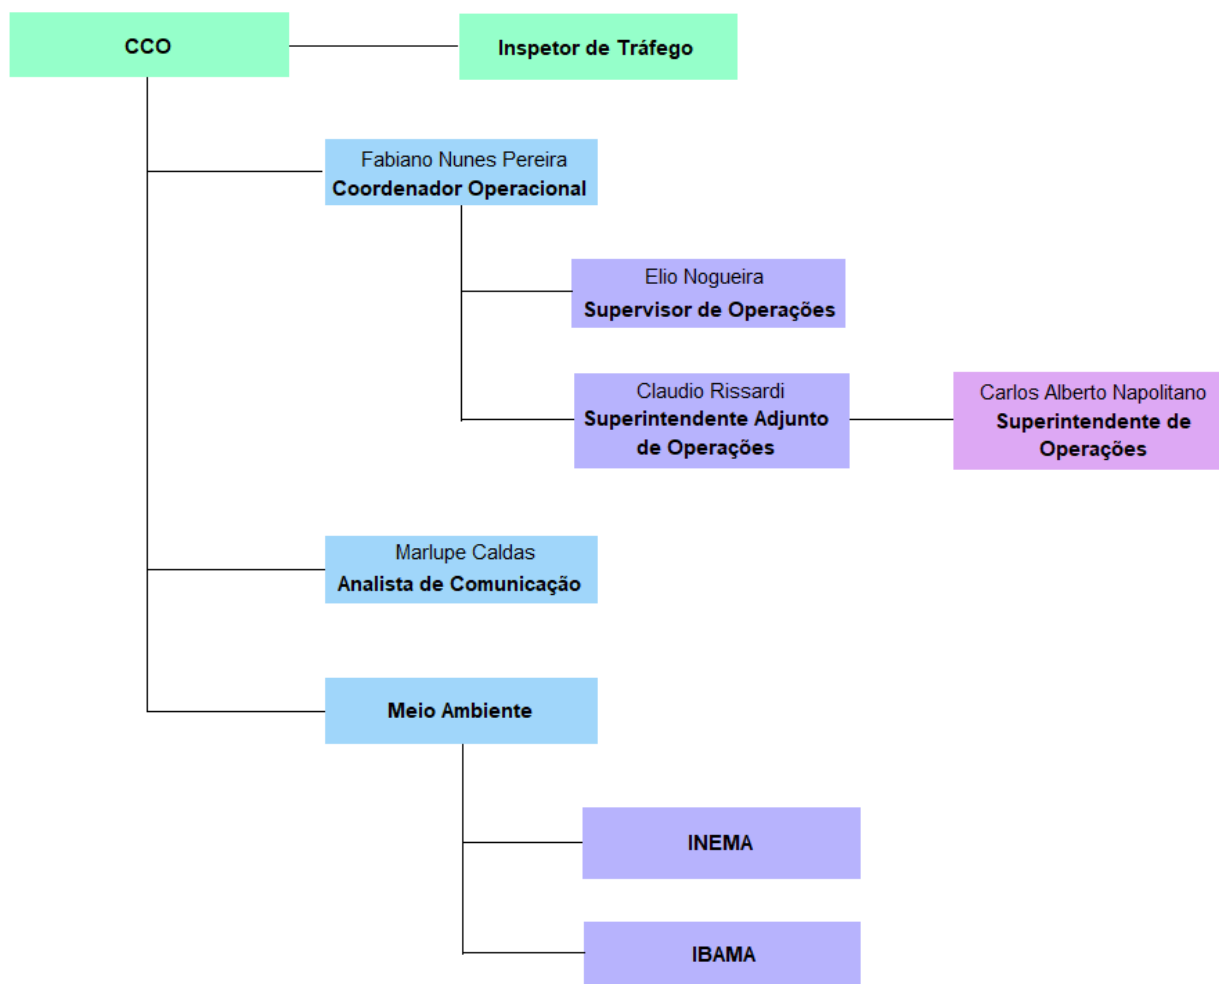 CCO
Inspetor de Tráfego
Fabiano Nunes Pereira
Coordenador Operacional
Elio Nogueira
Supervisor de Operações
Claudio Rissardi
Superintendente Adjunto
de Operações
Carlos Alberto Napolitano
Superintendente de
Operações
Marlupe Caldas
Analista de Comunicação
Meio Ambiente
INEMA
IBAMA